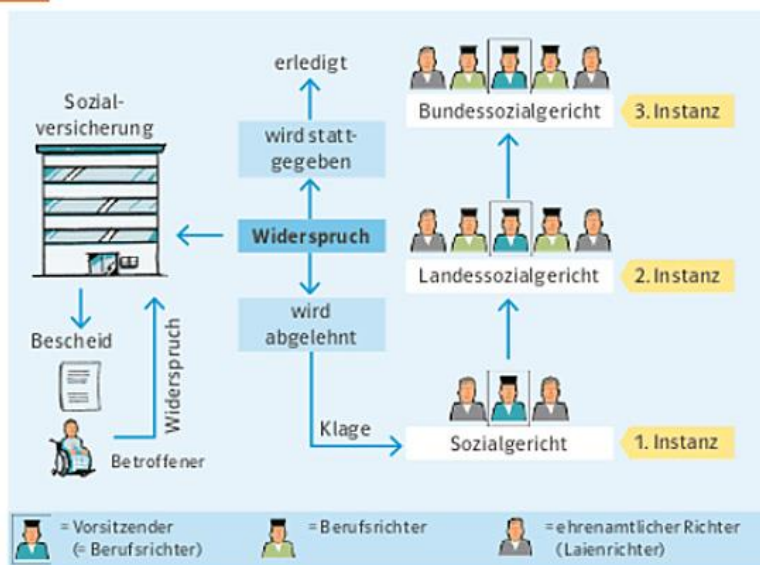 Sozial-
versicherung
Bescheid
Widerspruch
Betroffener
erledigt
wird statt-
gegeben
Widerspruch
wird
abgelehnt
Klage
Bundessozialgericht
3. Instanz
Landessozialgericht
2. Instanz
Sozialgericht
1. Instanz
= Vorsitzender
(= Berufsrichter)
= Berufsrichter
= ehrenamtlicher Richter
(Laienrichter)